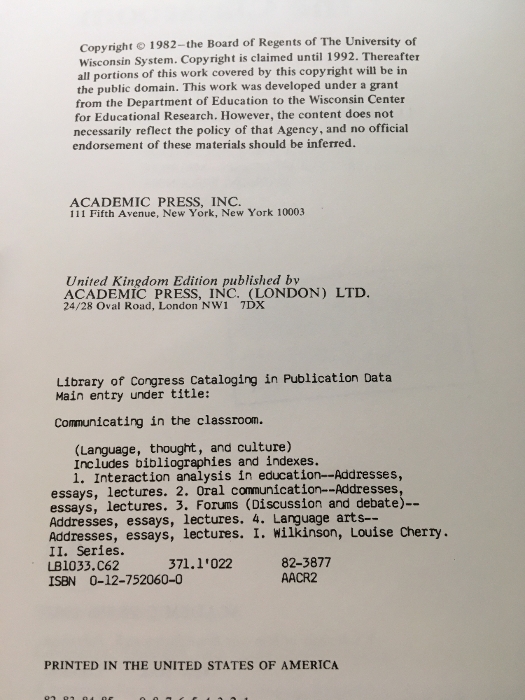 Copyright © 1982—the Board of Regents of The University of
Wisconsin System. Copyright is claimed until 1992. Thereafter
all portions of this work covered by this copyright will be in
the public domain. This work was developed under a grant
from the Department of Education to the Wisconsin Center
for Educational Research. However, the content does not
necessarily reflect the policy of that Agency, and no official
endorsement of these materials should be inferred.
ACADEMIC PRESS, INC.
111 Fifth Avenue, New York, New York 10003
United Kingdom Edition published by
ACADEMIC PRESS, INC. (LONDON) LTD.
24/28 Oval Road, London NW1 7DX
Library of Congress Cataloging in Publication Data
Main entry under title:
Communicating in the classroom.
(Language, thought, and culture)
Includes bibliographies and indexes.
1. Interaction analysis in education--Addresses,
essays, lectures. 2. Oral communication--Addresses,
essays, lectures. 3. Forums (Discussion and debate)--
Addresses, essays, lectures. 4. Language arts--
Addresses, essays, lectures. I. Wilkinson, Louise Cherry.
II. Series.
LB1033.C62 371.1'022 82-3877
ISBN 0-12-752060-0 AACR2
PRINTED IN THE UNITED STATES OF AMERICA